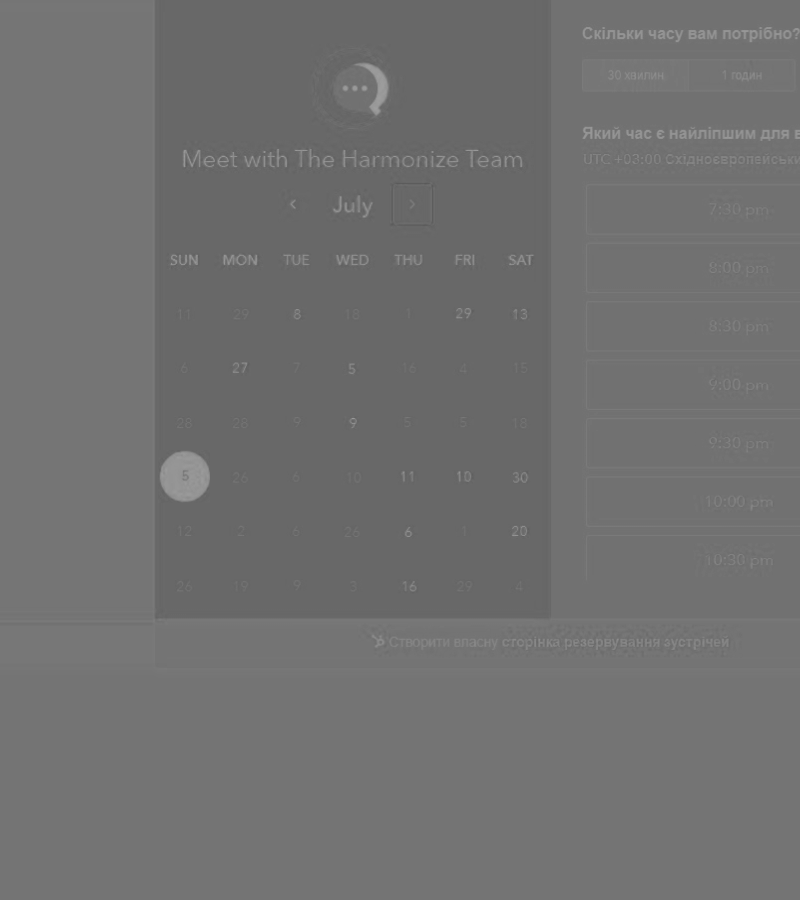 Скільки часу вам потрібно?
30 хвилин
1 годин
Який час є найліпшим для в
UTC +03:00 Східноєвропейськи
Meet with The Harmonize Team
July
SUN MON TUE WED THU FRI SAT
11 29 8 18 1 29 13
6 27 7 5 16 4 15
28 28 9 9 5 5 18
5 26 6 10 11 10 30
12 2 6 26 6 1 20
26 19 9 3 16 29 4
7:30 pm
8:00 pm
8:30 pm
9:00 pm
9:30 pm
10:00 pm
10:30 pm
Створити власну сторінка резервування зустрічей